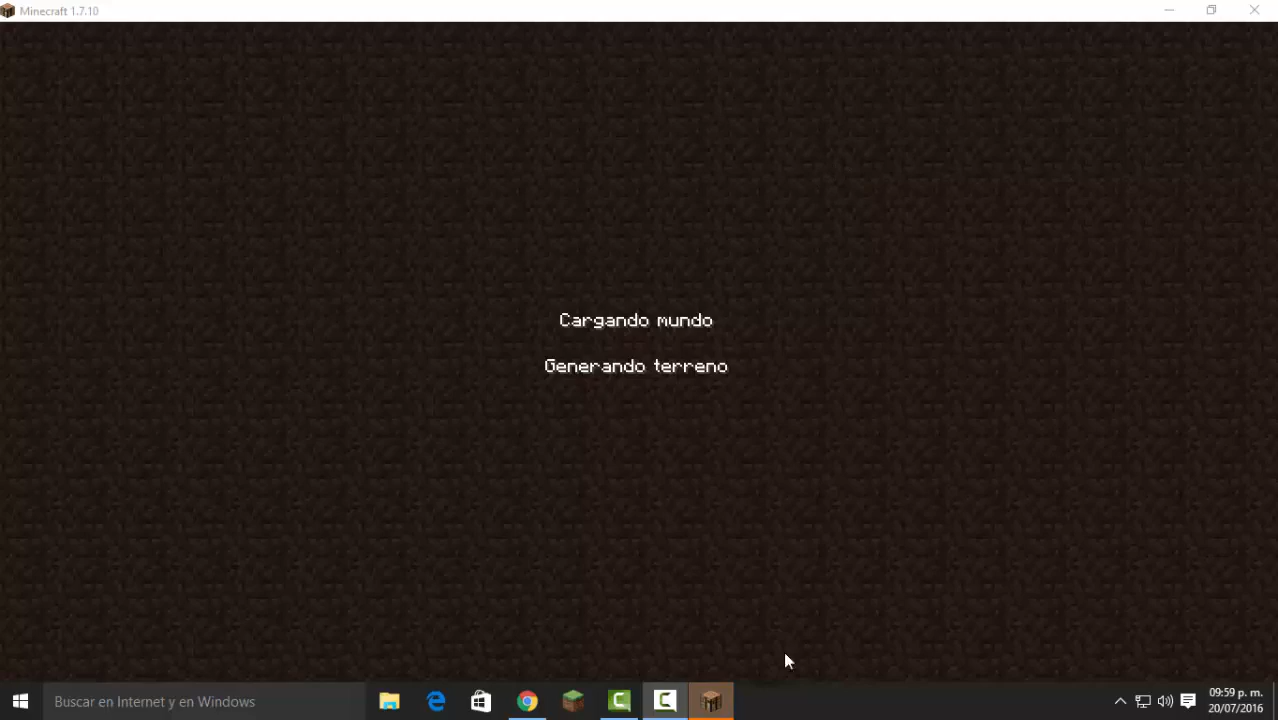 Minecraft 1.7.10
Cargando mundo
Generando terreno
Buscar en Internet y en Windows
09:59 p. m.
20/07/2016